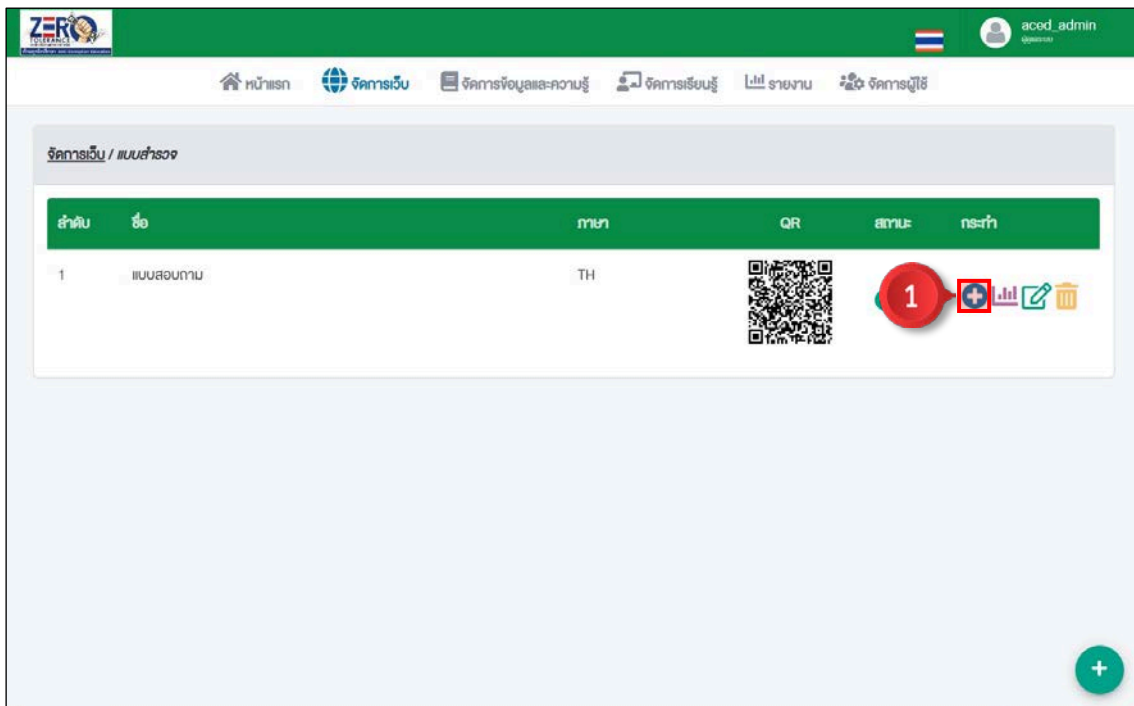 ZERO
TOLERANCE
aced_admin
ผู้ดูแลระบบ
หน้าแรก จัดการเว็บ จัดการข้อมูลและความรู้ จัดการเรียนรู้ รายงาน จัดการผู้ใช้
จัดการเว็บ / แบบสำรวจ
ลำดับ ชื่อ ภาษา QR สถานะ กระทำ
1 แบบสอบถาม TH
1